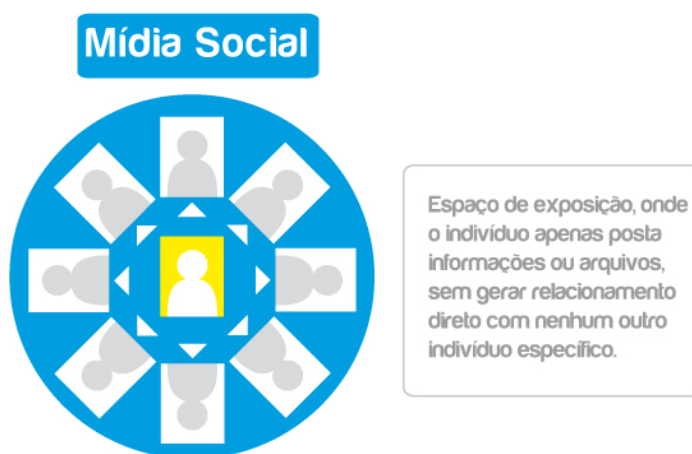 Mídia Social
Espaço de exposição, onde
o indivíduo apenas posta
informações ou arquivos,
sem gerar relacionamento
direto com nenhum outro
indivíduo específico.